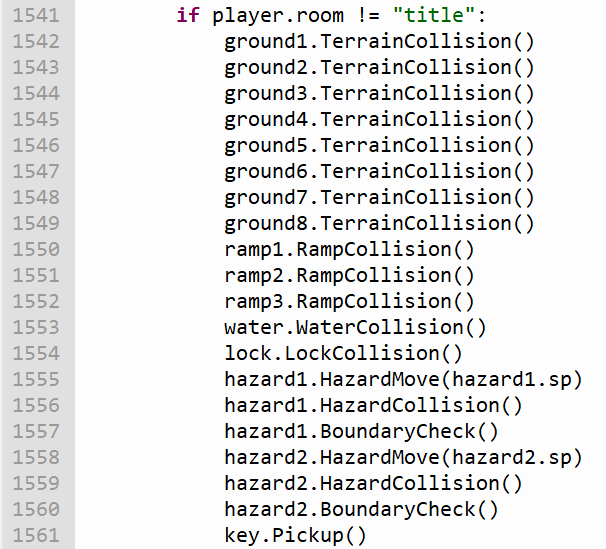 1541 if player.room != "title":
1542 ground1.TerrainCollision()
1543 ground2.TerrainCollision()
1544 ground3.TerrainCollision()
1545 ground4.TerrainCollision()
1546 ground5.TerrainCollision()
1547 ground6.TerrainCollision()
1548 ground7.TerrainCollision()
1549 ground8.TerrainCollision()
1550 ramp1.RampCollision()
1551 ramp2.RampCollision()
1552 ramp3.RampCollision()
1553 water.WaterCollision()
1554 lock.LockCollision()
1555 hazard1.HazardMove(hazard1.sp)
1556 hazard1.HazardCollision()
1557 hazard1.BoundaryCheck()
1558 hazard2.HazardMove(hazard2.sp)
1559 hazard2.HazardCollision()
1560 hazard2.BoundaryCheck()
1561 key.Pickup()